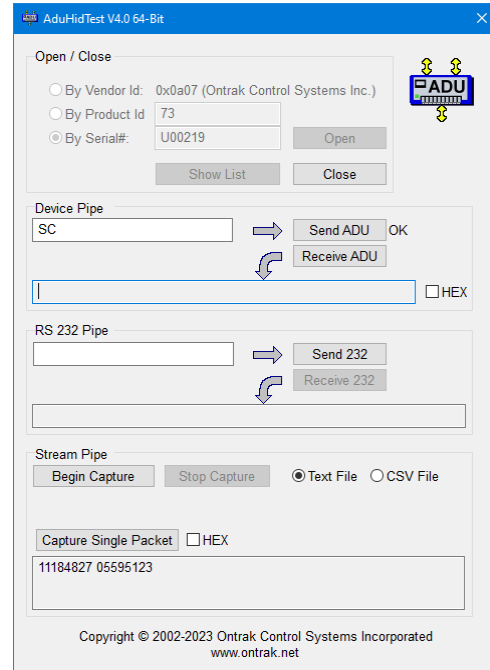 AduHidTest V4.0 64-Bit
Open / Close
By Vendor Id: 0x0a07 (Ontrak Control Systems Inc.)
ADU
By Product Id 73
By Serial#: U00219 Open
Show List Close
Device Pipe
SC Send ADU OK
Receive ADU
HEX
RS 232 Pipe
Send 232
Receive 232
Stream Pipe
Begin Capture Stop Capture Text File CSV File
Capture Single Packet HEX
11184827 05595123
Copyright © 2002-2023 Ontrak Control Systems Incorporated
www.ontrak.net